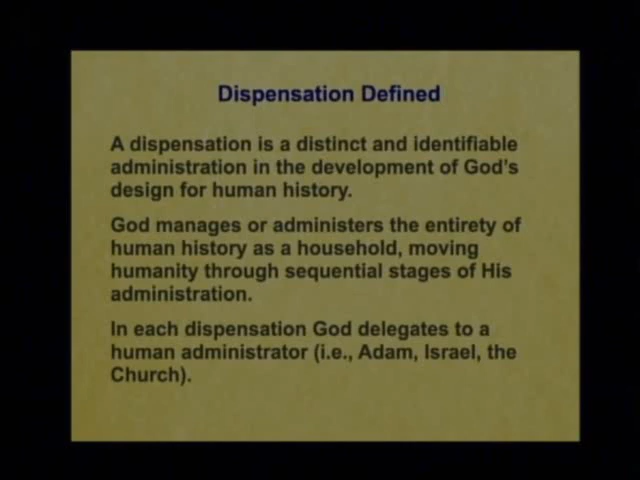 Dispensation Defined
A dispensation is a distinct and identifiable
administration in the development of God's
design for human history.
God manages or administers the entirety of
human history as a household, moving
humanity through sequential stages of His
administration.
In each dispensation God delegates to a
human administrator (i.e., Adam, Israel, the
Church).